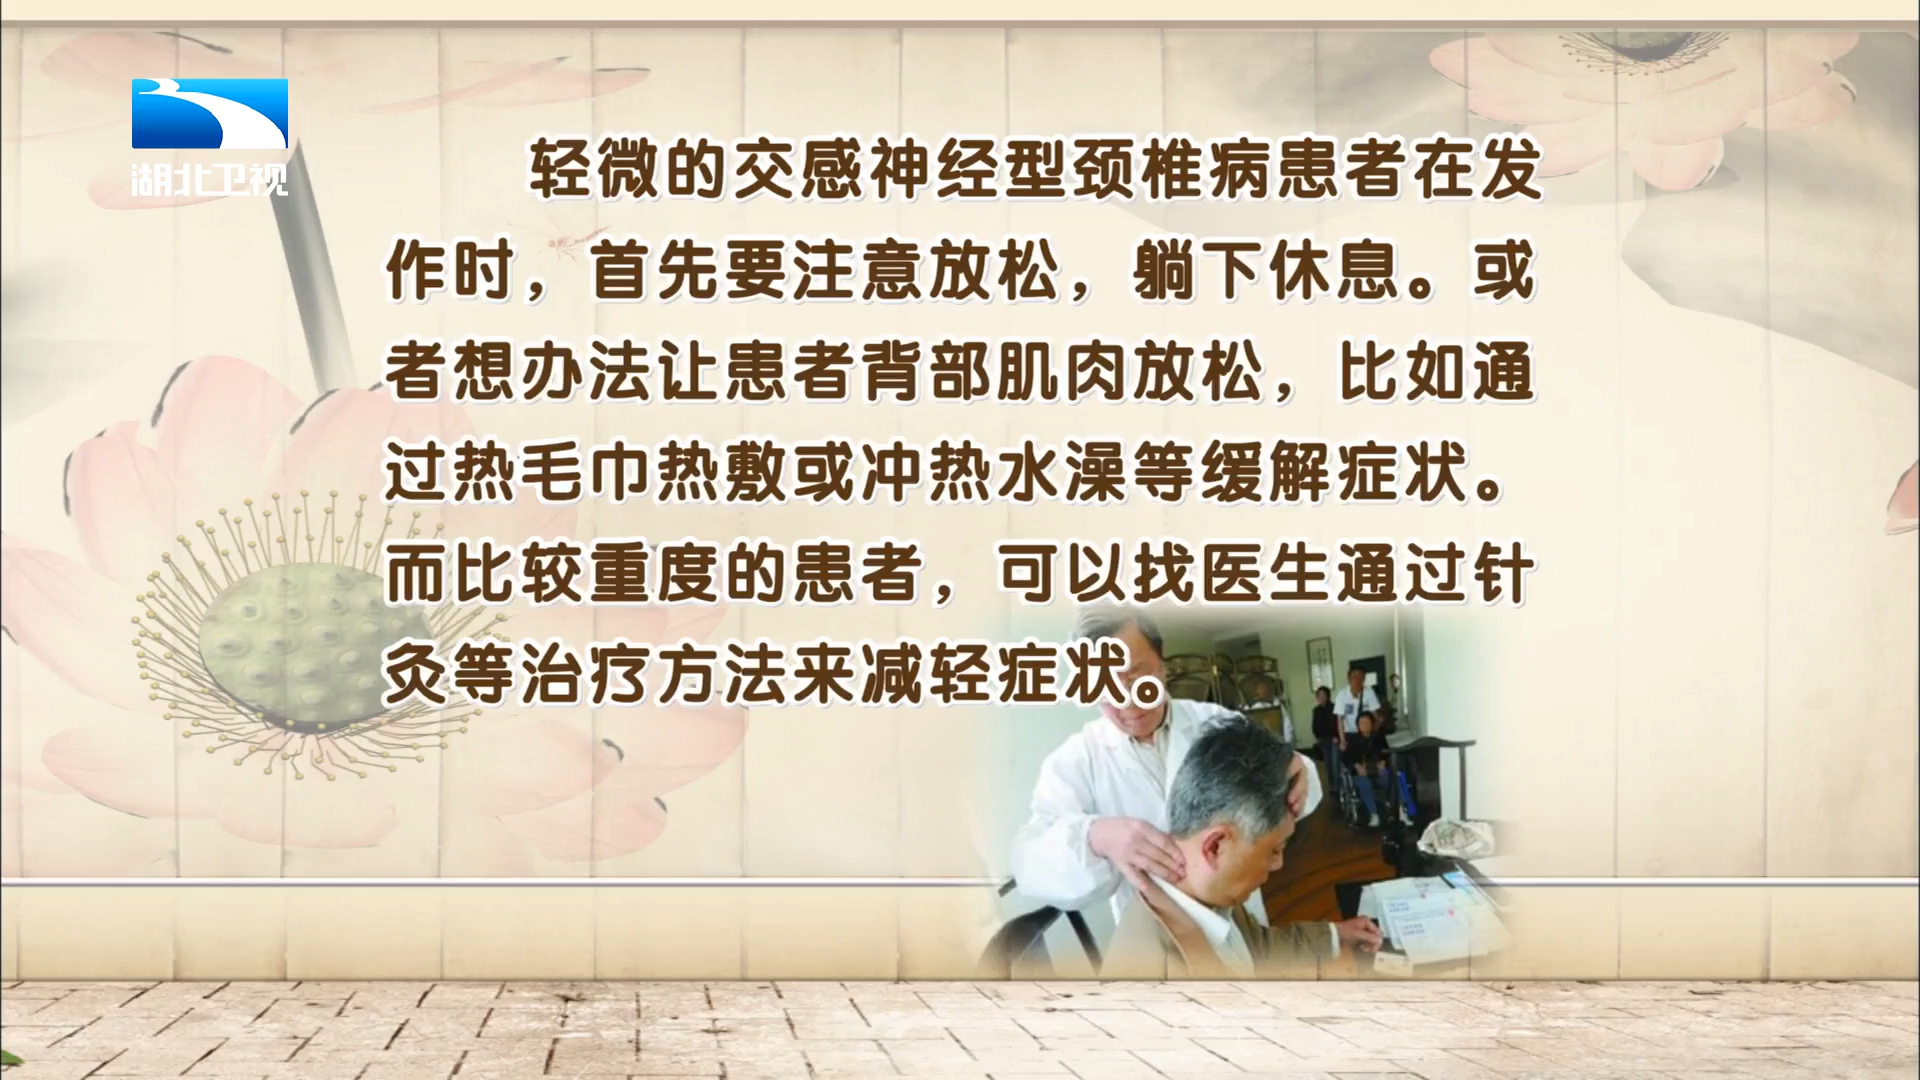 湖北卫视
轻微的交感神经型颈椎病患者在发
作时，首先要注意放松，躺下休息。或
者想办法让患者背部肌肉放松，比如通
过热毛巾热敷或冲热水澡等缓解症状。
而比较重度的患者，可以找医生通过针
灸等治疗方法来减轻症状。